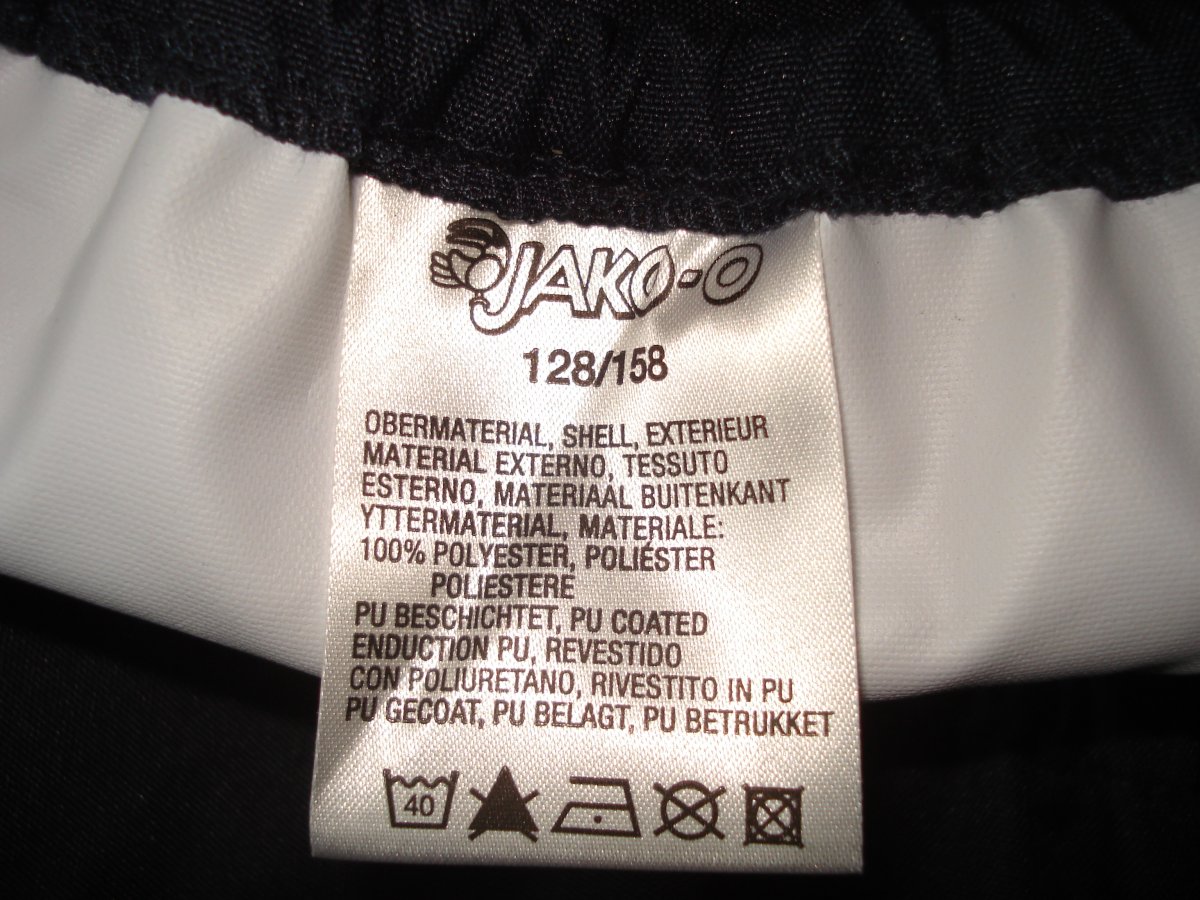 JAKO-O
128/158
OBERMATERIAL, SHELL, EXTERIEUR
MATERIAL EXTERNO, TESSUTO
ESTERNO, MATERIAAL BUITENKANT
YTTERMATERIAL, MATERIALE:
100% POLYESTER, POLIÉSTER
POLIESTERE
PU BESCHICHTET, PU COATED
ENDUCTION PU, REVESTIDO
CON POLIURETANO, RIVESTITO IN PU
PU GECOAT, PU BELAGT, PU BETRUKKET
40